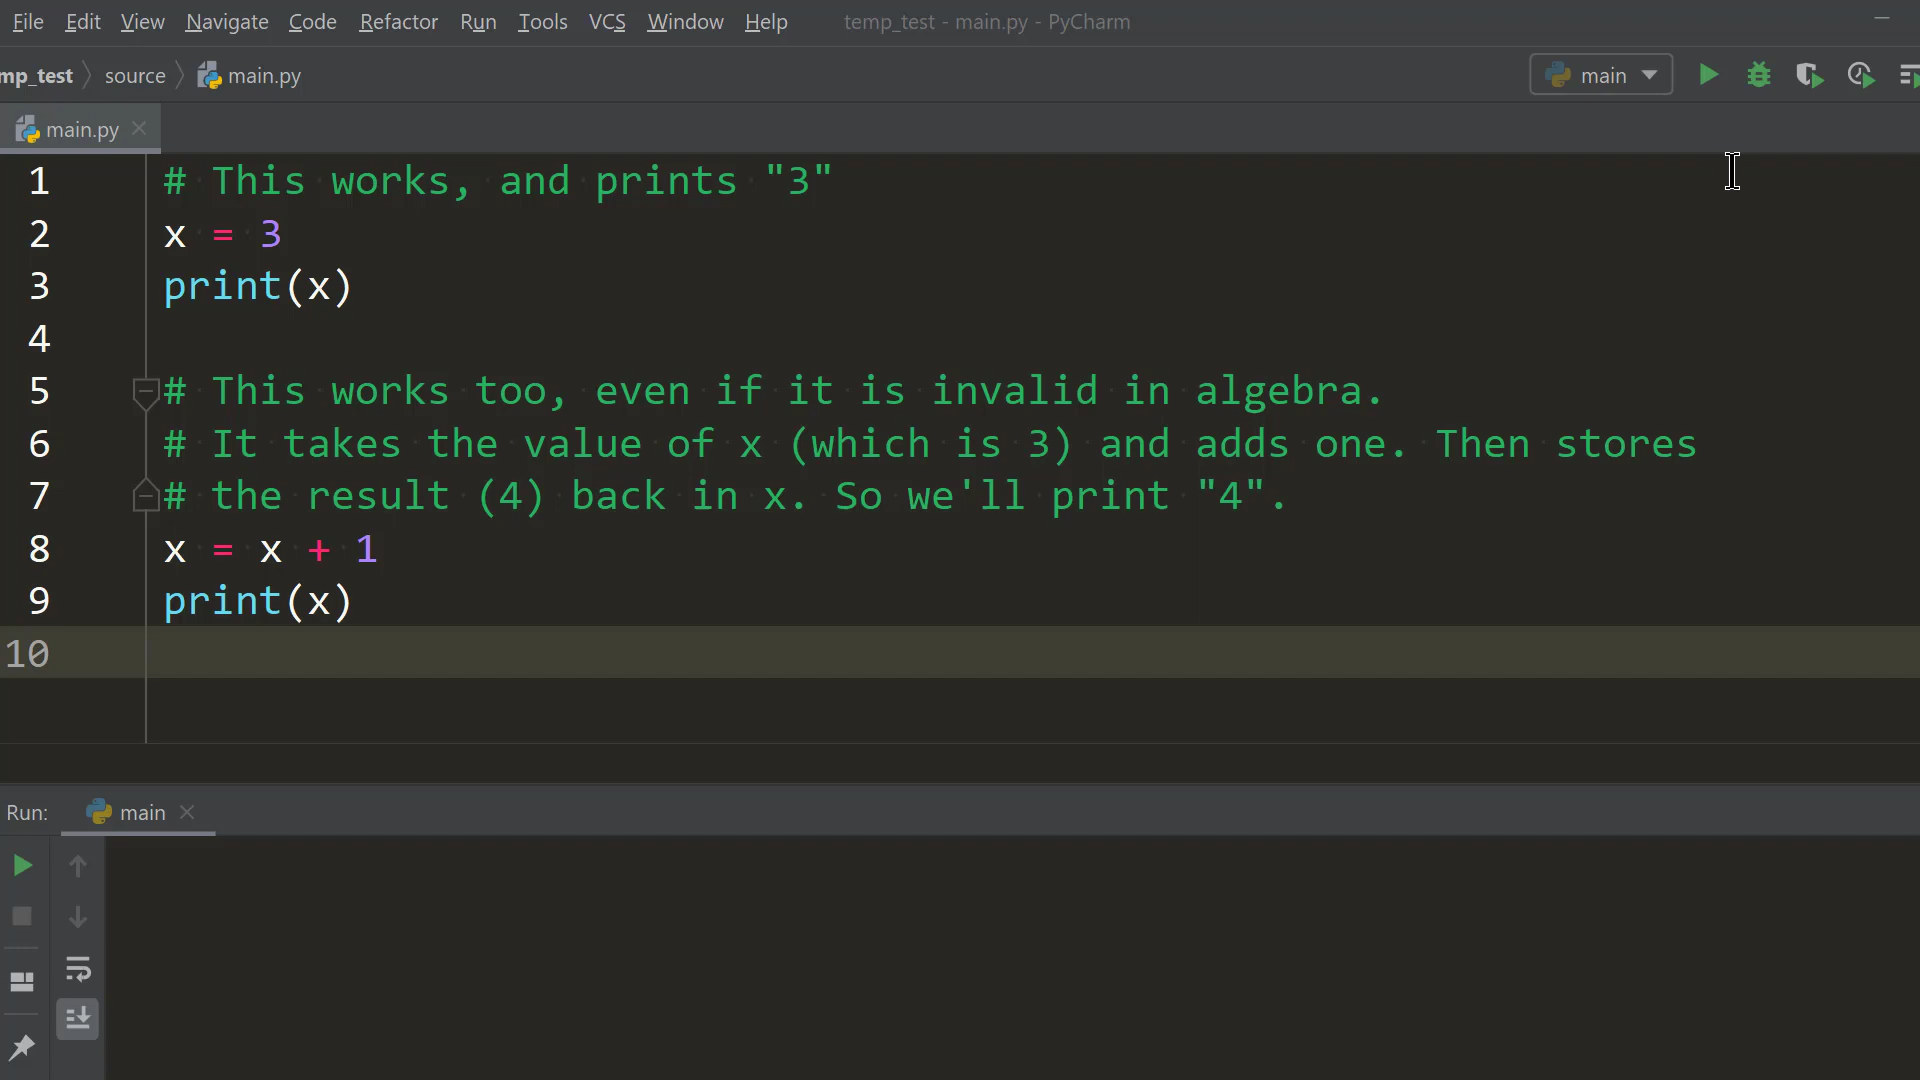 File Edit View Navigate Code Refactor Run Tools VCS Window Help temp_test - main.py - PyCharm
mp_test source main.py main
main.py
1 # This works, and prints "3"
2 x = 3
3 print(x)
4
5 # This works too, even if it is invalid in algebra.
6 # It takes the value of x (which is 3) and adds one. Then stores
7 # the result (4) back in x. So we'll print "4".
8 x = x + 1
9 print(x)
10
Run: main